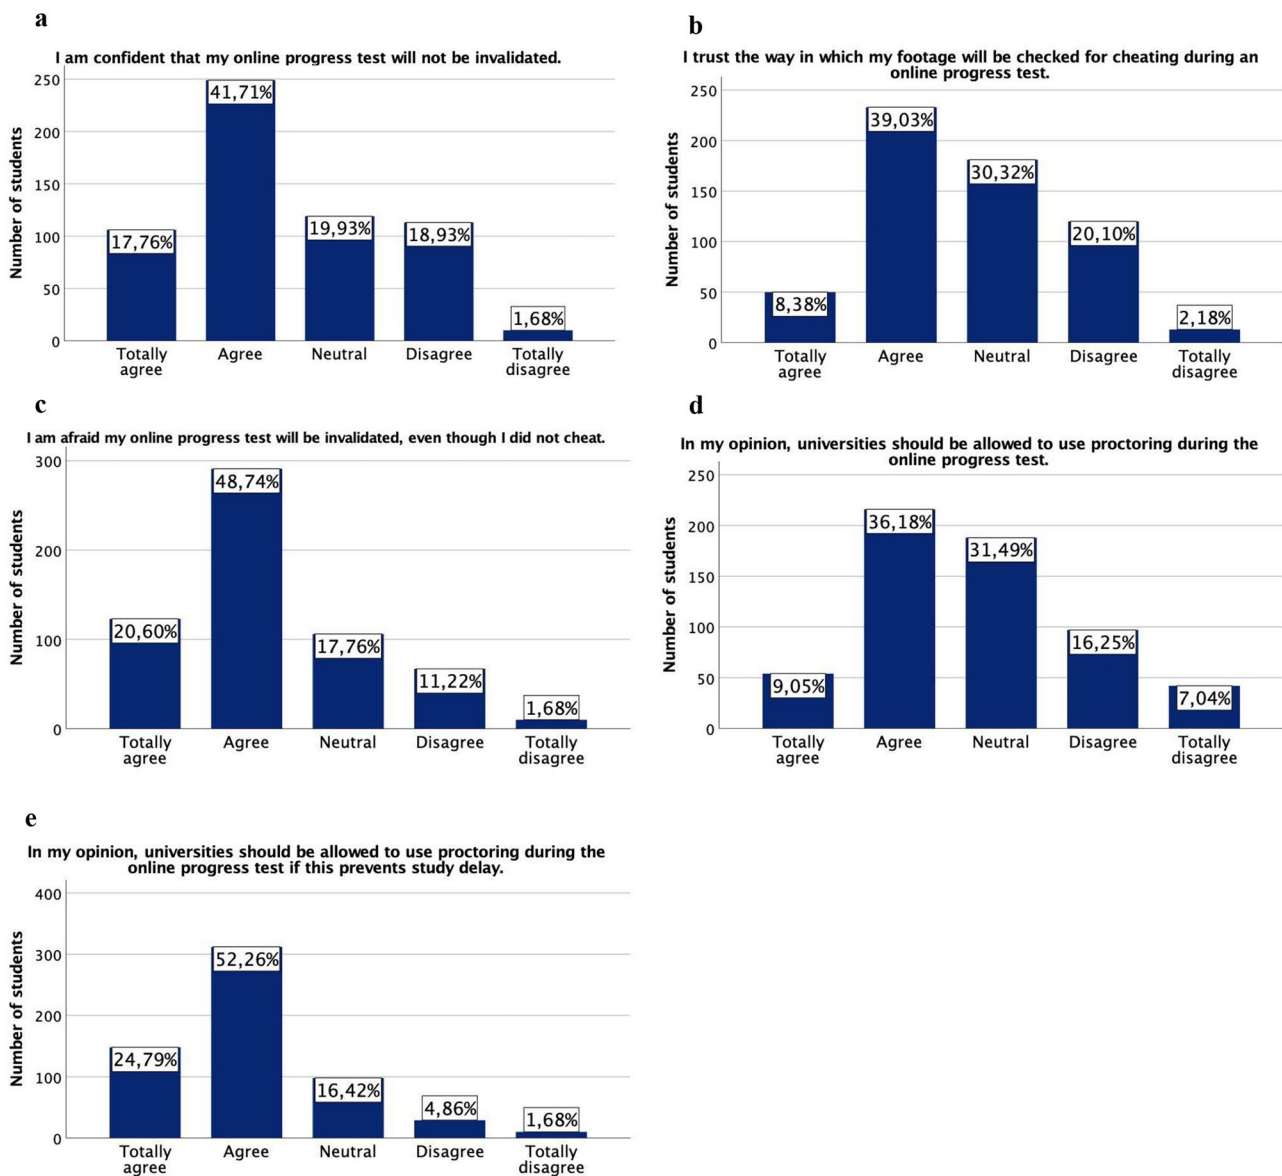 a
I am confident that my online progress test will not be invalidated.
Number of students
250
200
150
100
50
0
41,71%
17,76%
19,93%
18,93%
1,68%
Totally agree
Agree
Neutral
Disagree
Totally disagree
b
I trust the way in which my footage will be checked for cheating during an
online progress test.
Number of students
250
200
150
100
50
0
39,03%
30,32%
20,10%
8,38%
2,18%
Totally agree
Agree
Neutral
Disagree
Totally disagree
c
I am afraid my online progress test will be invalidated, even though I did not cheat.
Number of students
300
200
100
0
48,74%
20,60%
17,76%
11,22%
1,68%
Totally agree
Agree
Neutral
Disagree
Totally disagree
d
In my opinion, universities should be allowed to use proctoring during the
online progress test.
Number of students
250
200
150
100
50
0
36,18%
31,49%
16,25%
9,05%
7,04%
Totally agree
Agree
Neutral
Disagree
Totally disagree
e
In my opinion, universities should be allowed to use proctoring during the
online progress test if this prevents study delay.
Number of students
400
300
200
100
0
52,26%
24,79%
16,42%
4,86%
1,68%
Totally agree
Agree
Neutral
Disagree
Totally disagree